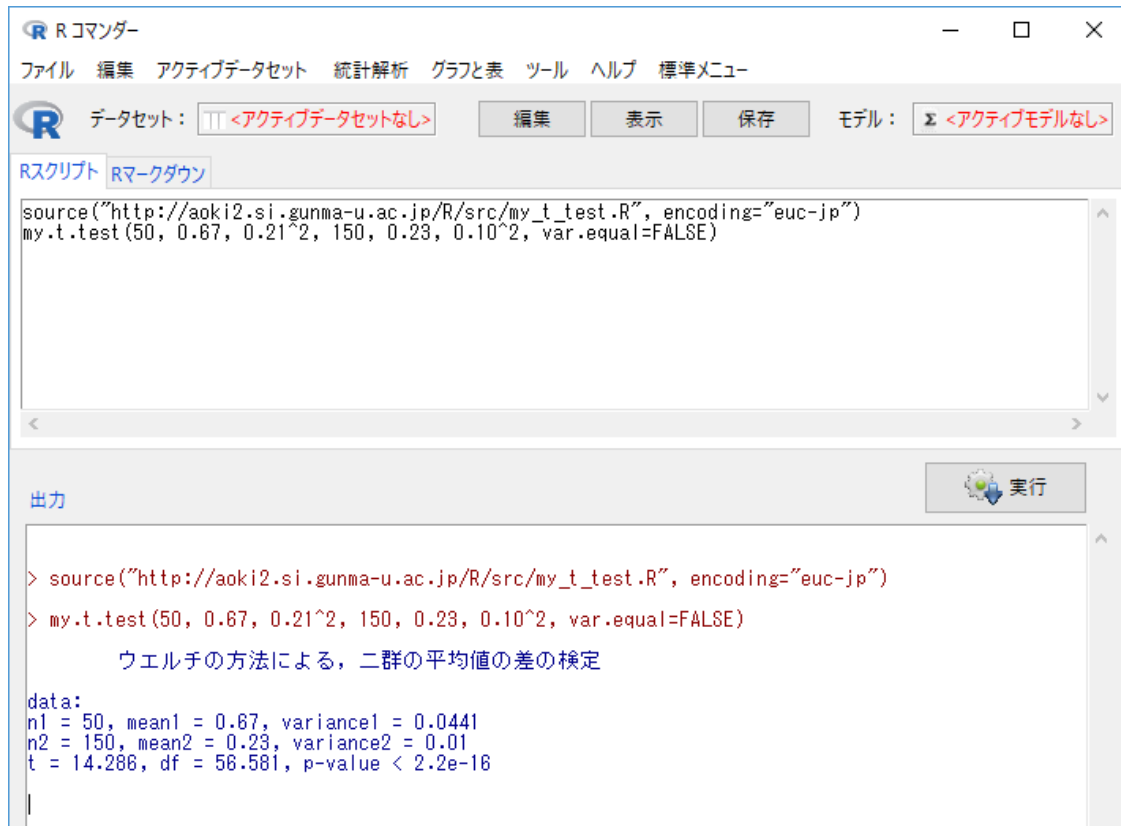 R コマンダー
ファイル 編集 アクティブデータセット 統計解析 グラフと表 ツール ヘルプ 標準メニュー
R データセット： <アクティブデータセットなし> 編集 表示 保存 モデル： Σ <アクティブモデルなし>
Rスクリプト Rマークダウン
source("http://aoki2.si.gunma-u.ac.jp/R/src/my_t_test.R", encoding="euc-jp")
my.t.test(50, 0.67, 0.21^2, 150, 0.23, 0.10^2, var.equal=FALSE)
実行
出力
> source("http://aoki2.si.gunma-u.ac.jp/R/src/my_t_test.R", encoding="euc-jp")
> my.t.test(50, 0.67, 0.21^2, 150, 0.23, 0.10^2, var.equal=FALSE)
ウエルチの方法による，二群の平均値の差の検定
data:
n1 = 50, mean1 = 0.67, variance1 = 0.0441
n2 = 150, mean2 = 0.23, variance2 = 0.01
t = 14.286, df = 56.581, p-value < 2.2e-16